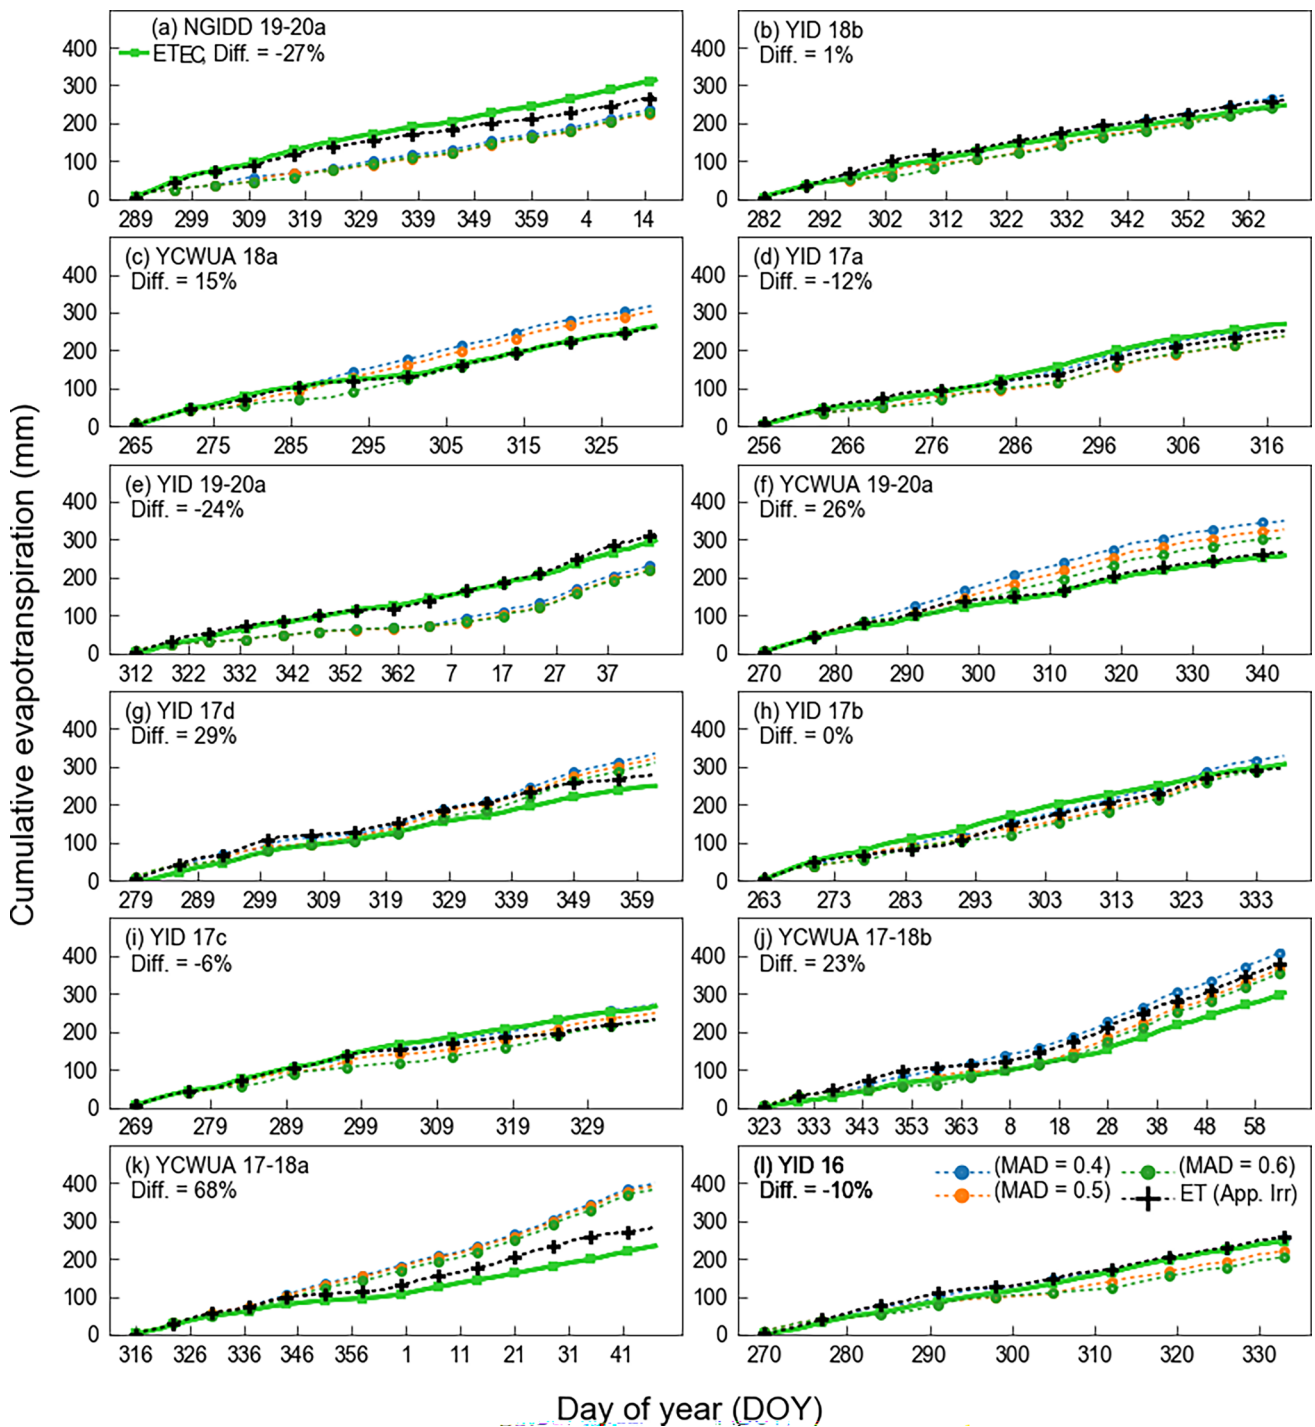 (a) NGIDD 19-20a
ETEC, Diff. = -27%
400
300
200
100
0
289 299 309 319 329 339 349 359 4 14
(b) YID 18b
Diff. = 1%
400
300
200
100
0
282 292 302 312 322 332 342 352 362
(c) YCWUA 18a
Diff. = 15%
400
300
200
100
0
265 275 285 295 305 315 325
(d) YID 17a
Diff. = -12%
400
300
200
100
0
256 266 276 286 296 306 316
(e) YID 19-20a
Diff. = -24%
400
300
200
100
0
312 322 332 342 352 362 7 17 27 37
(f) YCWUA 19-20a
Diff. = 26%
400
300
200
100
0
270 280 290 300 310 320 330 340
(g) YID 17d
Diff. = 29%
400
300
200
100
0
279 289 299 309 319 329 339 349 359
(h) YID 17b
Diff. = 0%
400
300
200
100
0
263 273 283 293 303 313 323 333
(i) YID 17c
Diff. = -6%
400
300
200
100
0
269 279 289 299 309 319 329
(j) YCWUA 17-18b
Diff. = 23%
400
300
200
100
0
323 333 343 353 363 8 18 28 38 48 58
(k) YCWUA 17-18a
Diff. = 68%
400
300
200
100
0
316 326 336 346 356 1 11 21 31 41
(l) YID 16
Diff. = -10%
(MAD = 0.4) (MAD = 0.6)
(MAD = 0.5) ET (App. Irr)
400
300
200
100
0
270 280 290 300 310 320 330
Cumulative evapotranspiration (mm)
Day of year (DOY)